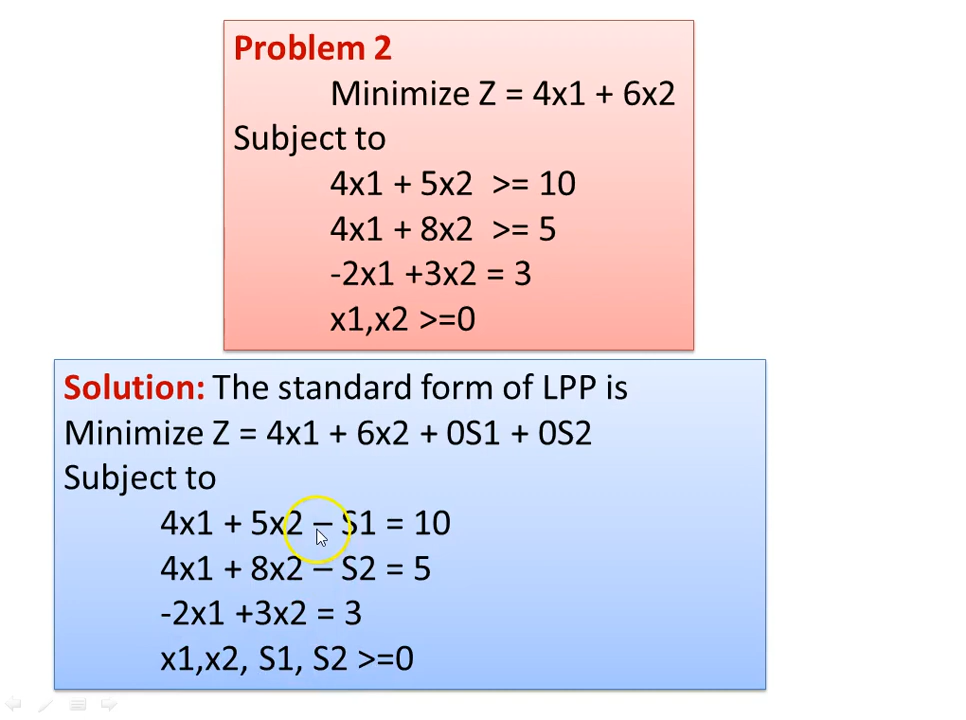 Problem 2
Minimize Z = 4x1 + 6x2
Subject to
4x1 + 5x2 >= 10
4x1 + 8x2 >= 5
-2x1 +3x2 = 3
x1,x2 >=0
Solution: The standard form of LPP is
Minimize Z = 4x1 + 6x2 + 0S1 + 0S2
Subject to
4x1 + 5x2 – S1 = 10
4x1 + 8x2 – S2 = 5
-2x1 +3x2 = 3
x1,x2, S1, S2 >=0